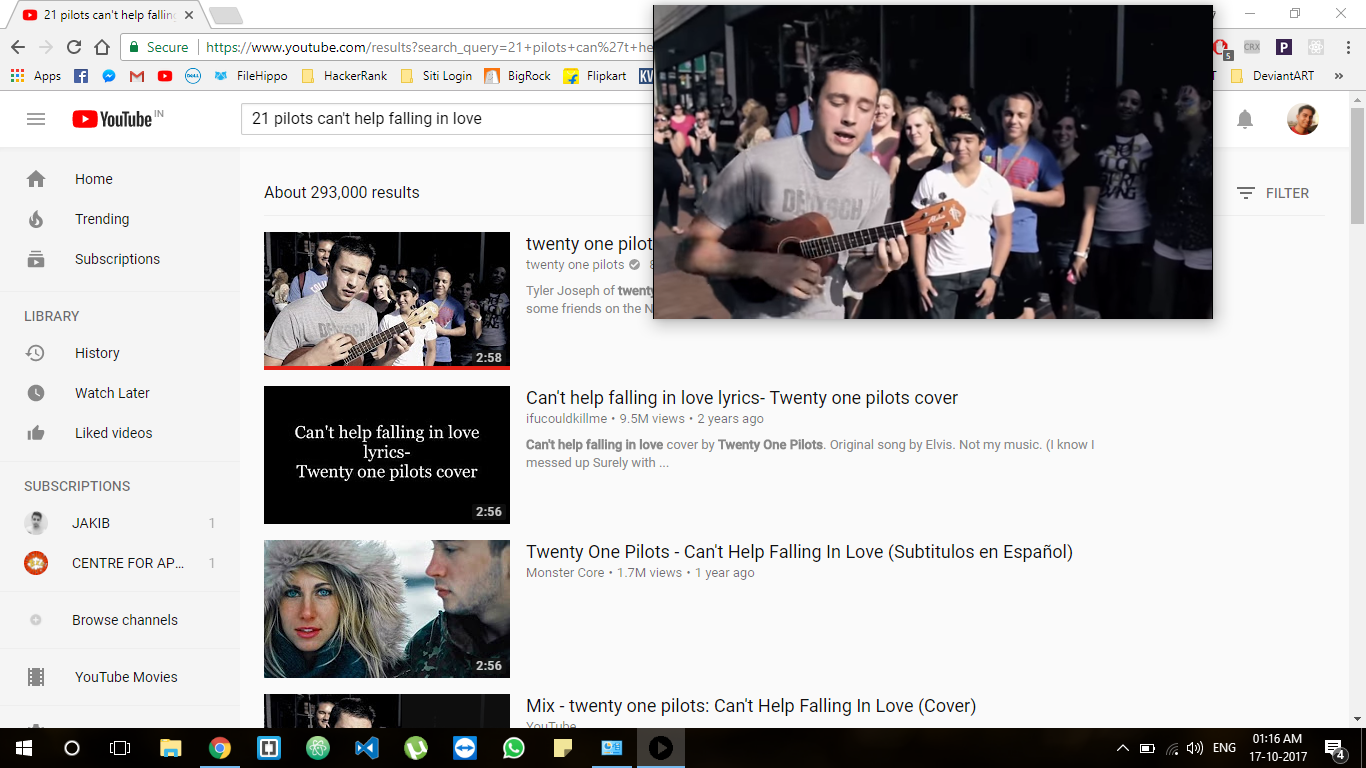 21 pilots can't help falling
Secure
https://www.youtube.com/results?search_query=21+pilots+can%27t+he
CRX
P
5
Apps
FileHippo
HackerRank
Siti Login
BigRock
Flipkart
KV
T
DeviantART
»
YouTube IN
21 pilots can't help falling in love
Home
Trending
Subscriptions
LIBRARY
History
Watch Later
Liked videos
SUBSCRIPTIONS
JAKIB 1
CENTRE FOR AP... 1
Browse channels
YouTube Movies
About 293,000 results
FILTER
DEUTSCH
2:58
twenty one pilot
twenty one pilots
Tyler Joseph of twenty
some friends on the N
DEUTSCH
Can't help falling in love
lyrics-
Twenty one pilots cover
2:56
Can't help falling in love lyrics- Twenty one pilots cover
ifucouldkillme • 9.5M views • 2 years ago
Can't help falling in love cover by Twenty One Pilots. Original song by Elvis. Not my music. (I know I
messed up Surely with ...
2:56
Twenty One Pilots - Can't Help Falling In Love (Subtitulos en Español)
Monster Core • 1.7M views • 1 year ago
Mix - twenty one pilots: Can't Help Falling In Love (Cover)
YouTube
ENG
01:16 AM
17-10-2017
4